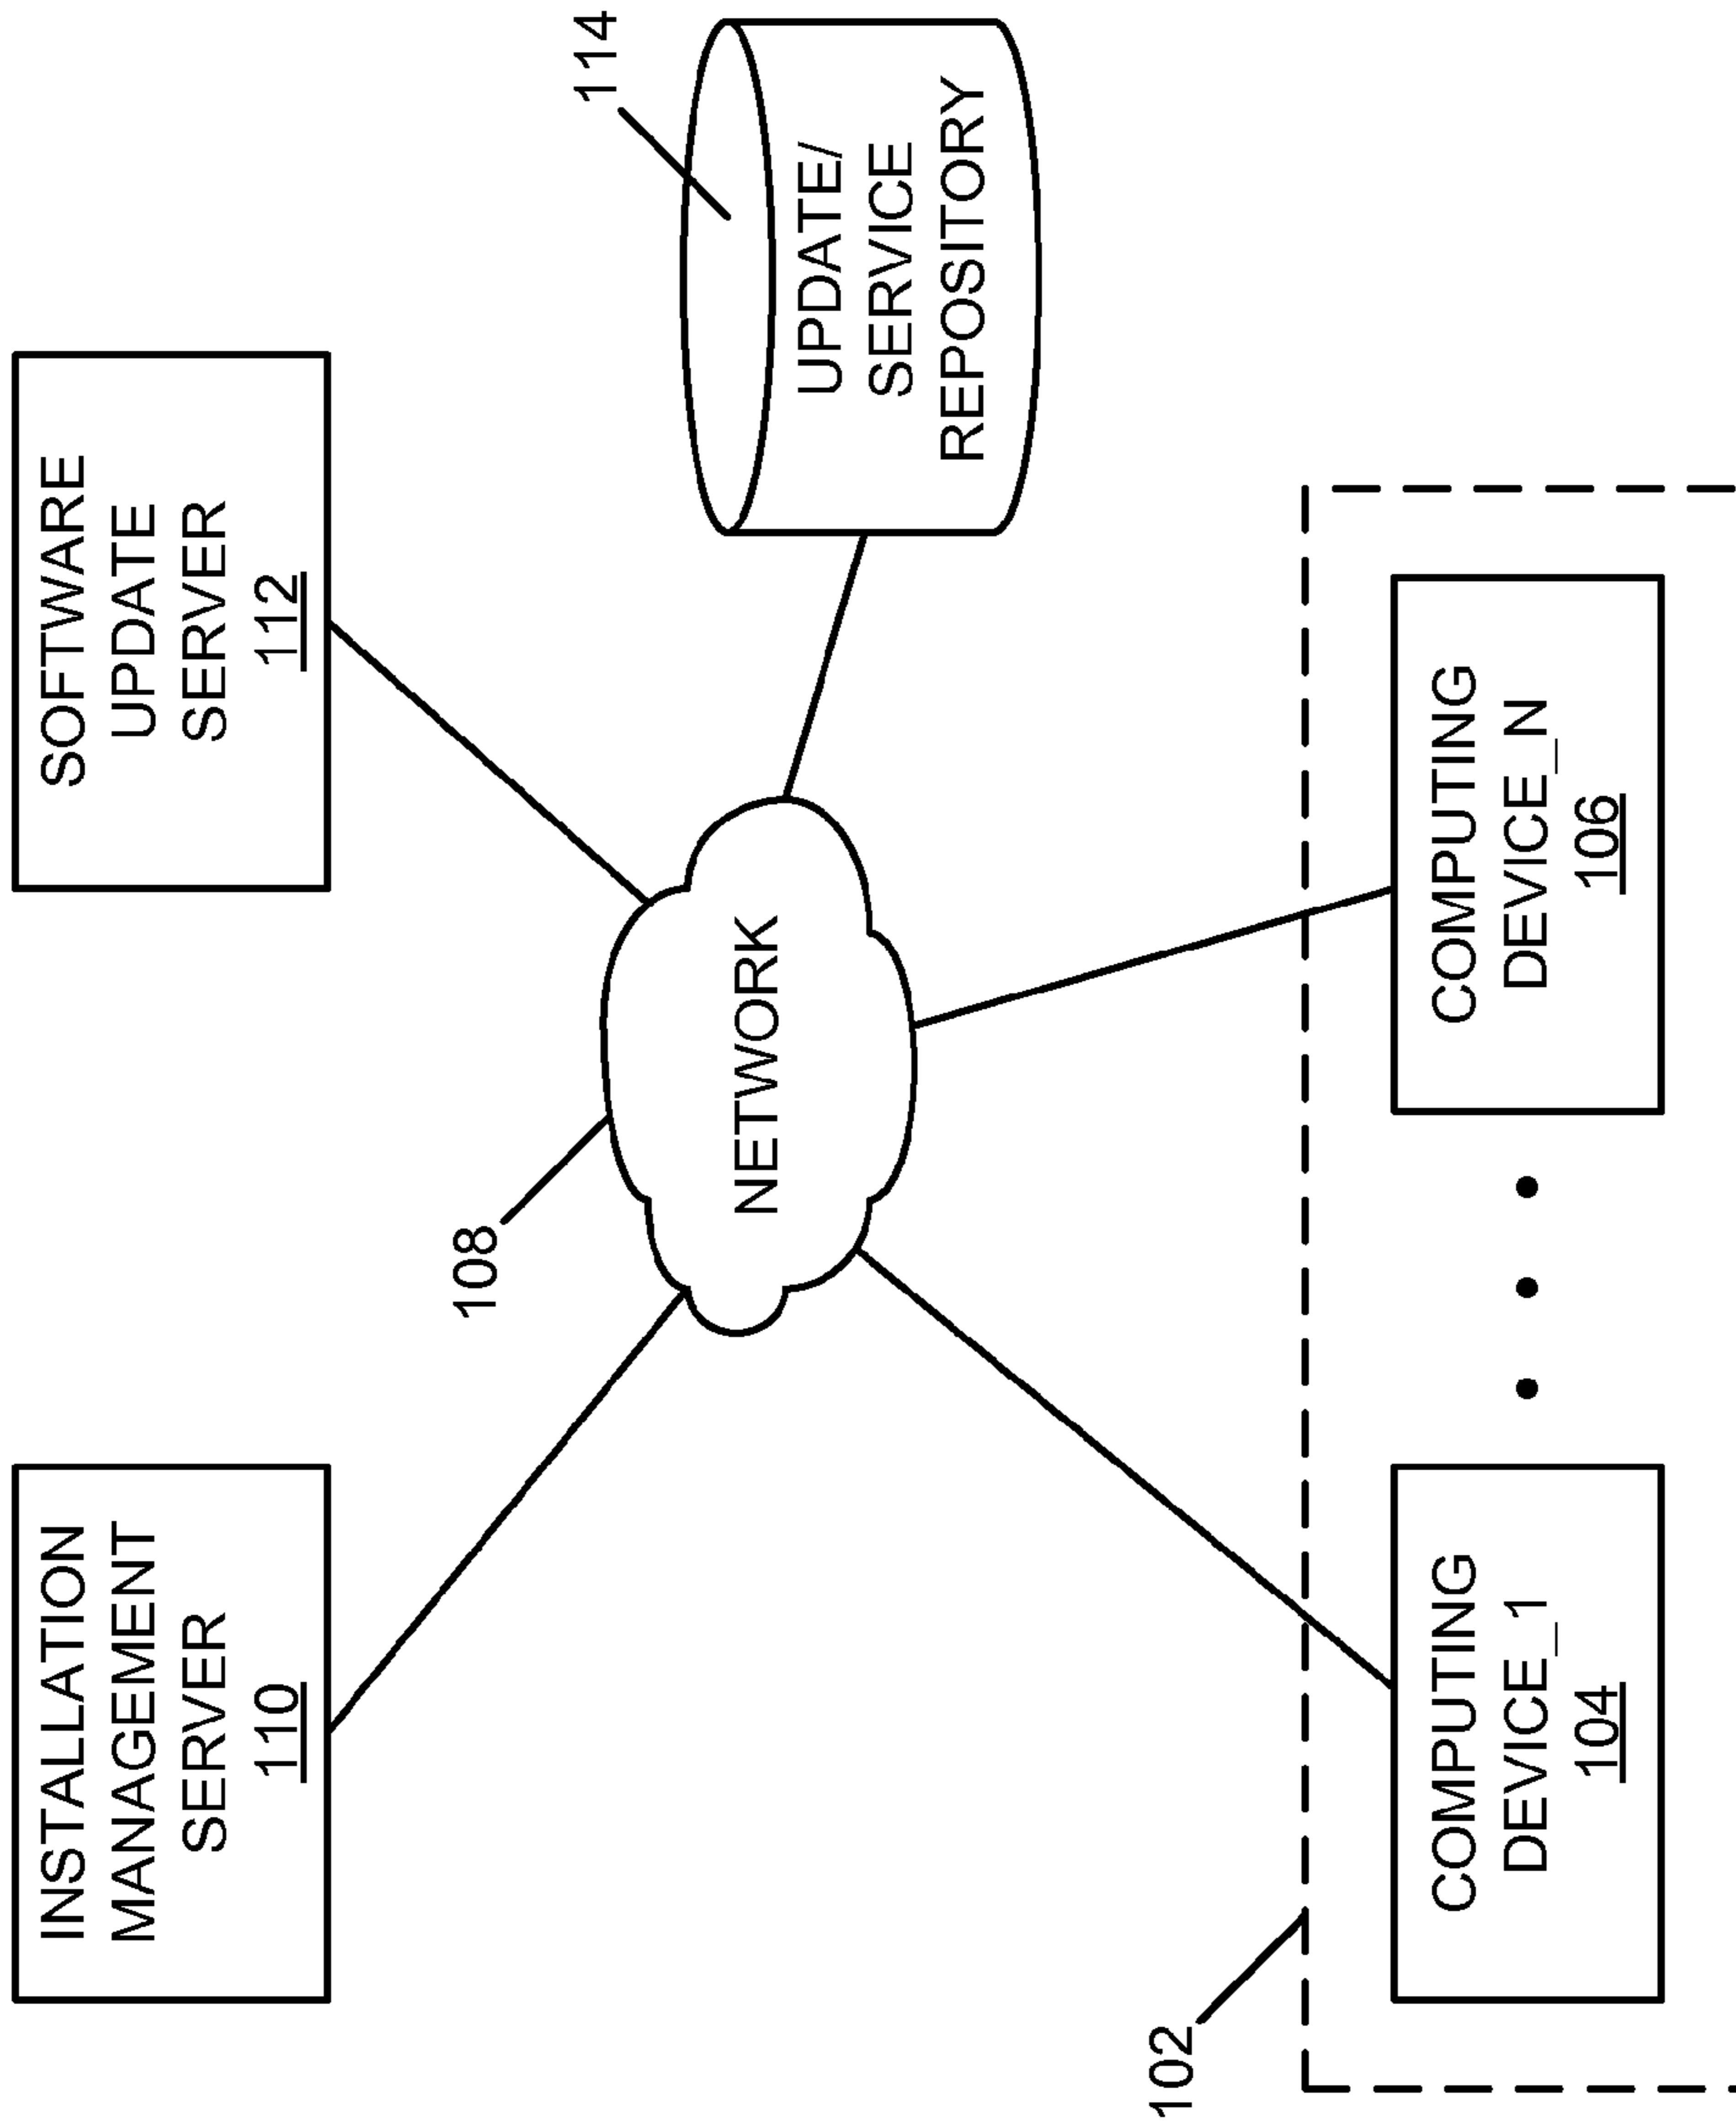 INSTALLATION
MANAGEMENT
SERVER
110
SOFTWARE
UPDATE
SERVER
112
108
NETWORK
114
UPDATE/
SERVICE
REPOSITORY
102
COMPUTING
DEVICE_1
104
COMPUTING
DEVICE_N
106